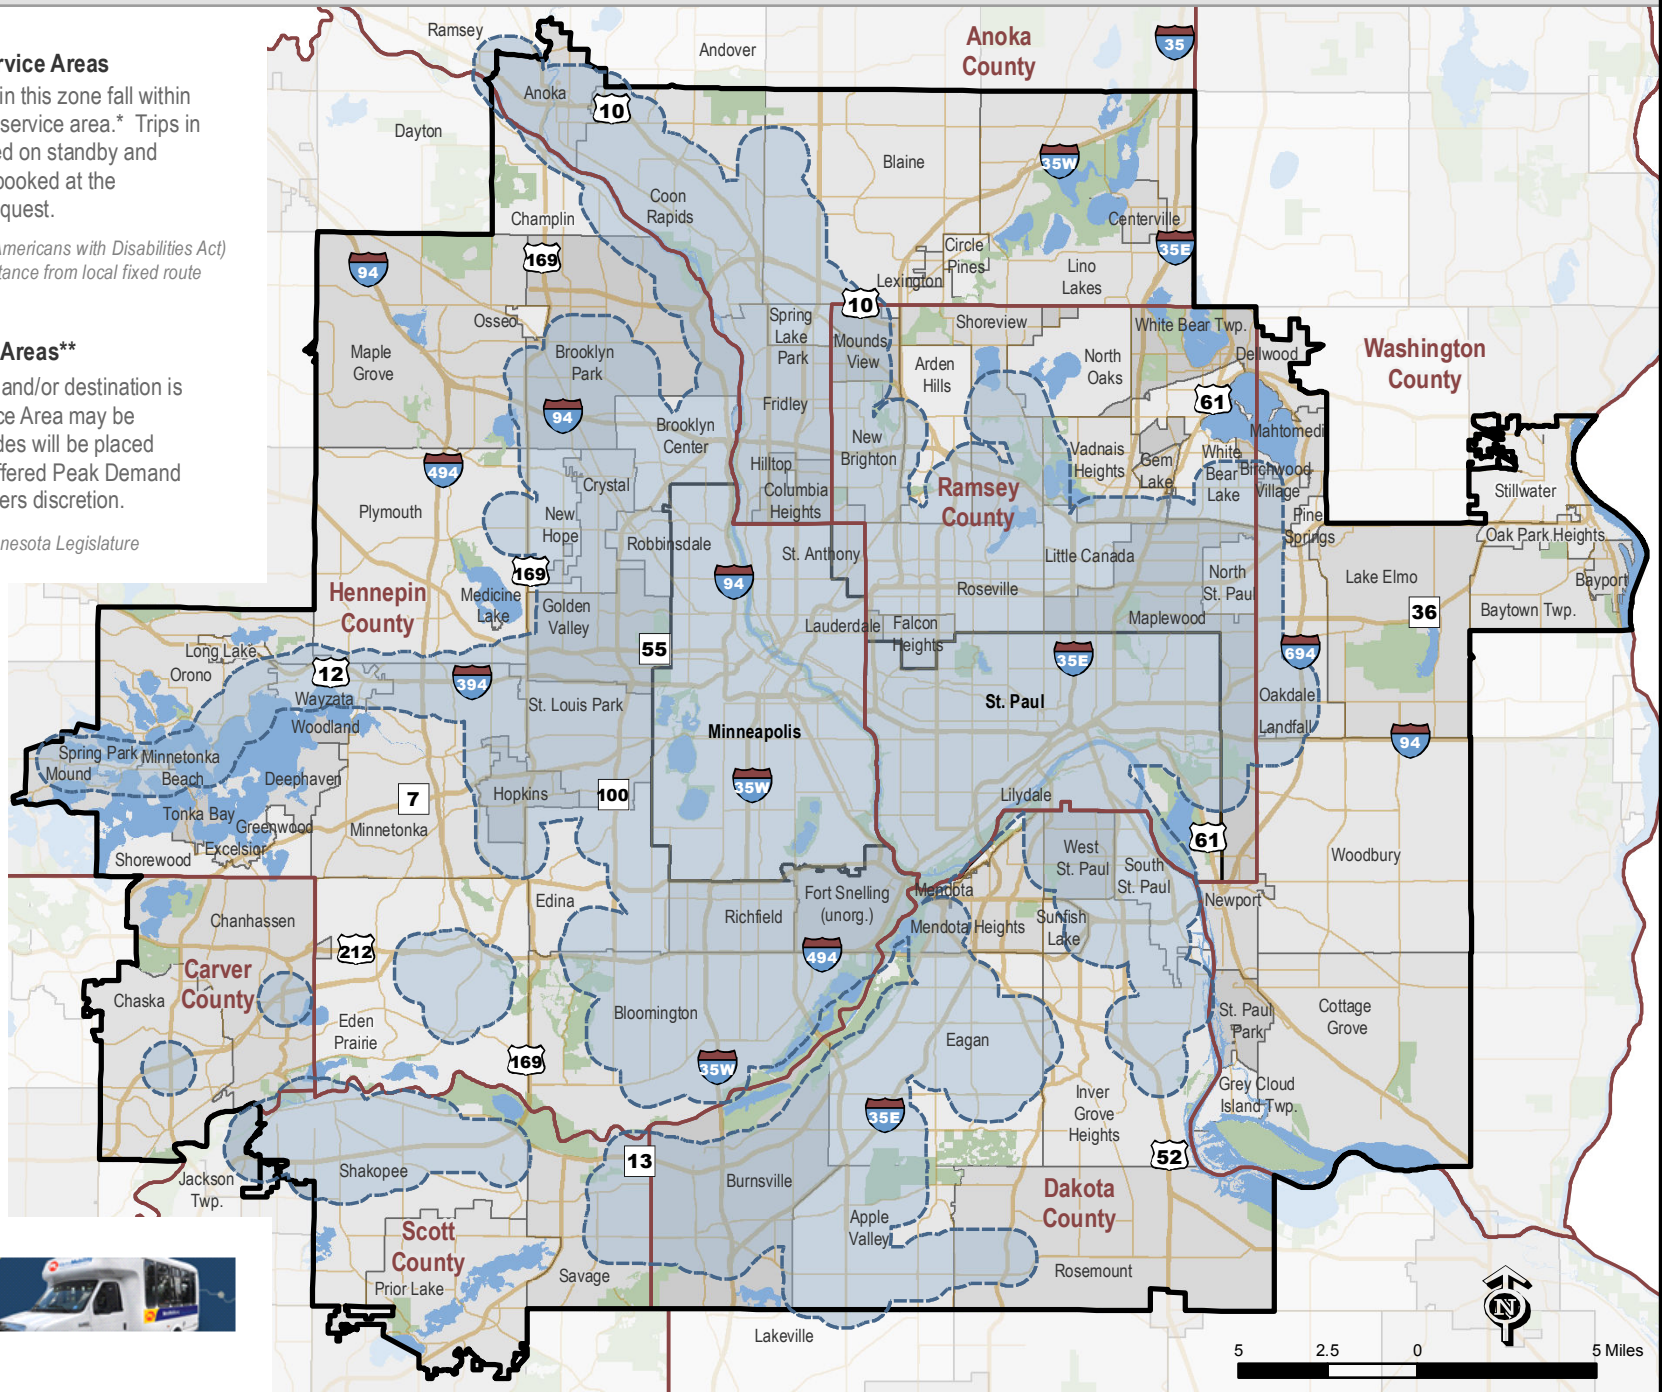 rvice Areas
in this zone fall within
service area.* Trips in
ed on standby and
booked at the
quest.
Americans with Disabilities Act)
tance from local fixed route
Areas**
and/or destination is
ce Area may be
des will be placed
ffered Peak Demand
ers discretion.
nnesota Legislature
Ramsey
Andover
Anoka
County
35
Anoka
10
Dayton
Blaine
35W
Coon
Rapids
Champlin
Centerville
35E
169
94
Circle
Pines
Lexington
Lino
Lakes
10
Osseo
Spring
Lake
Park
Shoreview
White Bear Twp.
Mounds
View
Maple
Grove
Brooklyn
Park
Arden
Hills
North
Oaks
Dellwood
Washington
County
94
Fridley
61
Brooklyn
Center
New
Brighton
Mahtomedi
Vadnais
Heights
Gem
Lake
White
Bear
Lake
Birchwood
Village
494
Hilltop
Crystal
Columbia
Heights
Ramsey
County
Stillwater
Plymouth
New
Hope
Pine
Springs
Oak Park Heights
Robbinsdale
St. Anthony
Little Canada
169
94
Roseville
North
St. Paul
Lake Elmo
Bayport
Hennepin
County
Medicine
Lake
Golden
Valley
Maplewood
36
Baytown Twp.
Lauderdale
Falcon
Heights
Long Lake
55
35E
694
Orono
12
394
Wayzata
St. Louis Park
Oakdale
St. Paul
Woodland
Minneapolis
Landfall
94
Spring Park
Minnetonka
Beach
Mound
Deephaven
7
Hopkins
100
35W
Lilydale
Tonka Bay
Greenwood
Minnetonka
61
Shorewood
Excelsior
West
St. Paul
South
St. Paul
Woodbury
Fort Snelling
(unorg.)
Mendota
Edina
Newport
Chanhassen
Richfield
Mendota Heights
Sunfish
Lake
212
494
Carver
County
Chaska
Bloomington
St. Paul
Park
Cottage
Grove
Eden
Prairie
Eagan
169
35W
Inver
Grove
Heights
Grey Cloud
Island Twp.
35E
13
52
Shakopee
Jackson
Twp.
Burnsville
Dakota
County
Scott
County
Apple
Valley
Savage
Rosemount
Prior Lake
Lakeville
N
5 2.5 0 5 Miles